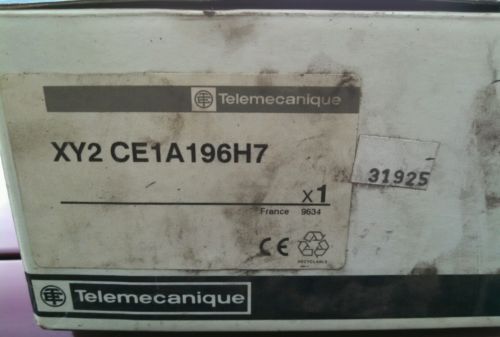 Telemecanique
XY2 CE1A196H7
31925
x1
France 9634
CE
RECYCLABLE
Telemecanique